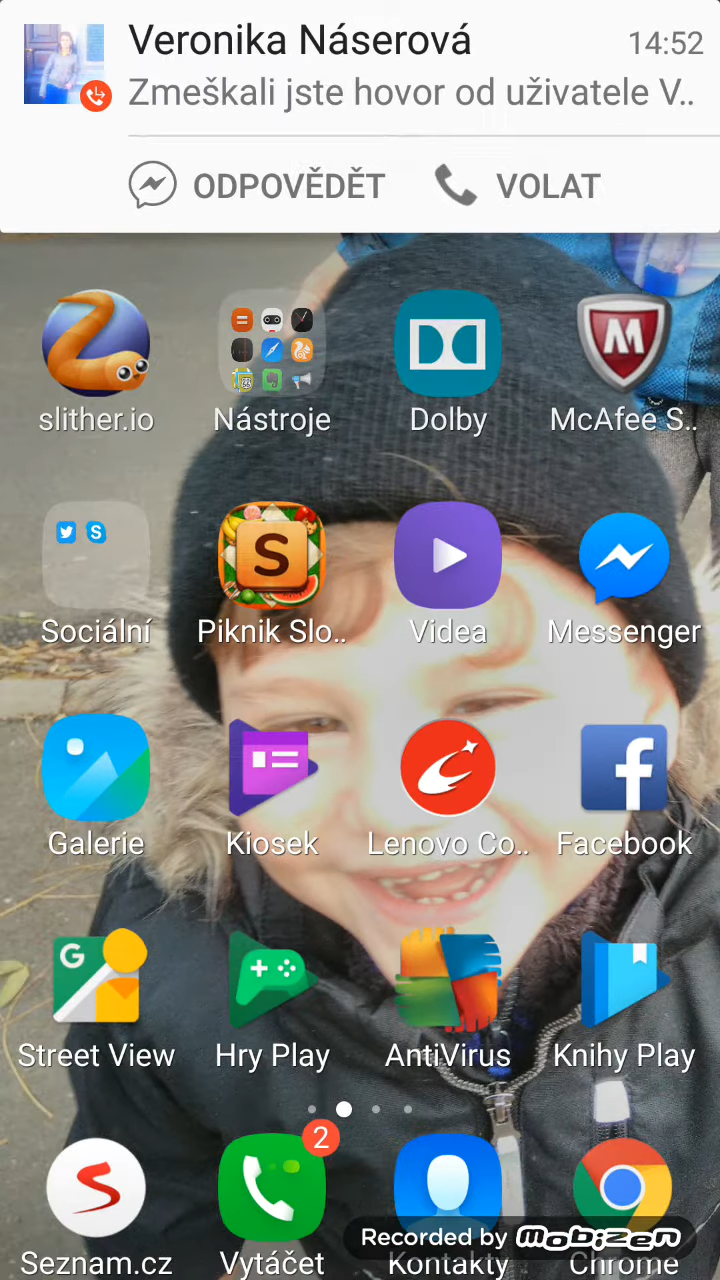 Veronika Náserová
14:52
Zmeškali jste hovor od uživatele V..
ODPOVĚDĚT
VOLAT
slither.io
Nástroje
Dolby
McAfee S..
Sociální
Piknik Slo..
Videa
Messenger
Galerie
Kiosek
Lenovo Co..
Facebook
Street View
Hry Play
AntiVirus
Knihy Play
2
Seznam.cz
Vytáčet
Kontakty
Chrome
Recorded by mobizen